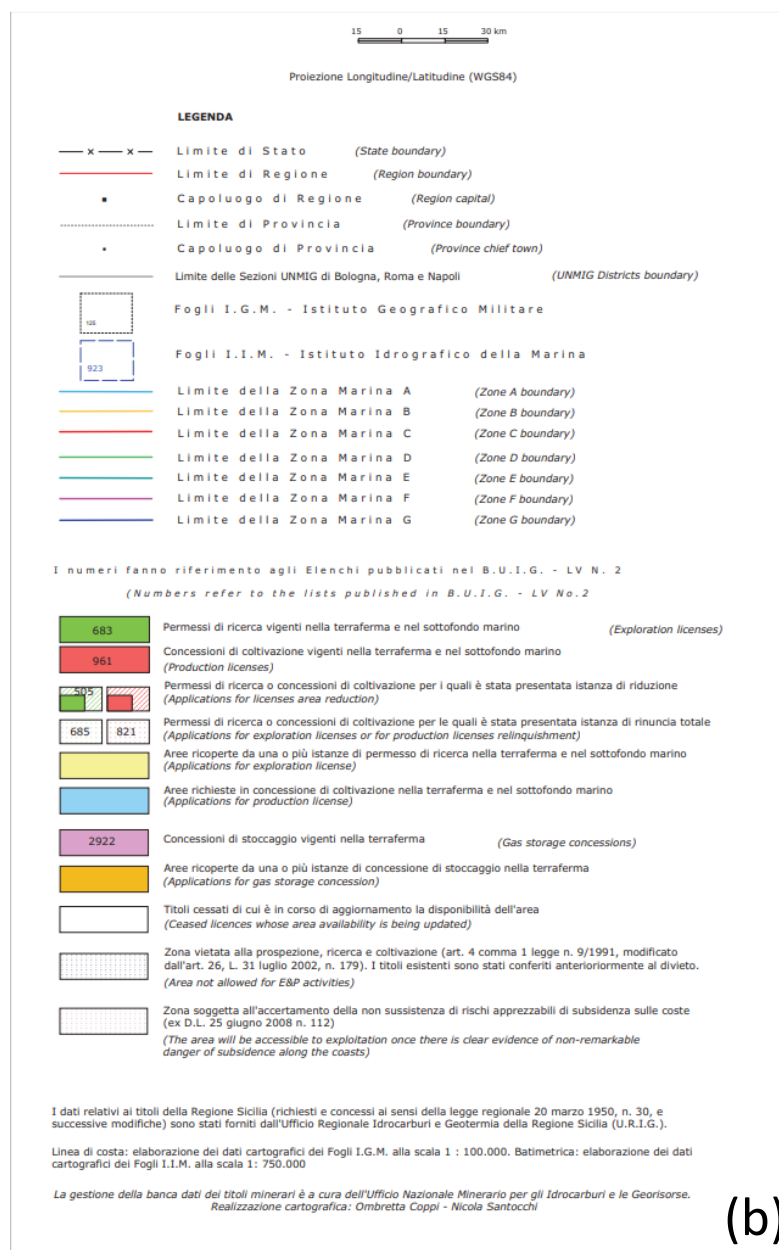 15 0 15 30 km
Proiezione Longitudine/Latitudine (WGS84)
LEGENDA
Limite di Stato (State boundary)
Limite di Regione (Region boundary)
Capoluogo di Regione (Region capital)
Limite di Provincia (Province boundary)
Capoluogo di Provincia (Province chief town)
Limite delle Sezioni UNMIG di Bologna, Roma e Napoli (UNMIG Districts boundary)
125 Fogli I.G.M. - Istituto Geografico Militare
923 Fogli I.I.M. - Istituto Idrografico della Marina
Limite della Zona Marina A (Zone A boundary)
Limite della Zona Marina B (Zone B boundary)
Limite della Zona Marina C (Zone C boundary)
Limite della Zona Marina D (Zone D boundary)
Limite della Zona Marina E (Zone E boundary)
Limite della Zona Marina F (Zone F boundary)
Limite della Zona Marina G (Zone G boundary)
I numeri fanno riferimento agli Elenchi pubblicati nel B.U.I.G. - LV N. 2
(Numbers refer to the lists published in B.U.I.G. - LV No.2
683 Permessi di ricerca vigenti nella terraferma e nel sottofondo marino (Exploration licenses)
961 Concessioni di coltivazione vigenti nella terraferma e nel sottofondo marino
(Production licenses)
505 Permessi di ricerca o concessioni di coltivazione per i quali è stata presentata istanza di riduzione
(Applications for licenses area reduction)
685 821 Permessi di ricerca o concessioni di coltivazione per le quali è stata presentata istanza di rinuncia totale
(Applications for exploration licenses or for production licenses relinquishment)
Aree ricoperte da una o più istanze di permesso di ricerca nella terraferma e nel sottofondo marino
(Applications for exploration license)
Aree richieste in concessione di coltivazione nella terraferma e nel sottofondo marino
(Applications for production license)
2922 Concessioni di stoccaggio vigenti nella terraferma (Gas storage concessions)
Aree ricoperte da una o più istanze di concessione di stoccaggio nella terraferma
(Applications for gas storage concession)
Titoli cessati di cui è in corso di aggiornamento la disponibilità dell'area
(Ceased licences whose area availability is being updated)
Zona vietata alla prospezione, ricerca e coltivazione (art. 4 comma 1 legge n. 9/1991, modificato
dall'art. 26, L. 31 luglio 2002, n. 179). I titoli esistenti sono stati conferiti anterioriormente al divieto.
(Area not allowed for E&P activities)
Zona soggetta all'accertamento della non sussistenza di rischi apprezzabili di subsidenza sulle coste
(ex D.L. 25 giugno 2008 n. 112)
(The area will be accessible to exploitation once there is clear evidence of non-remarkable
danger of subsidence along the coasts)
I dati relativi ai titoli della Regione Sicilia (richiesti e concessi ai sensi della legge regionale 20 marzo 1950, n. 30, e
successive modifiche) sono stati forniti dall'Ufficio Regionale Idrocarburi e Geotermia della Regione Sicilia (U.R.I.G.).
Linea di costa: elaborazione dei dati cartografici dei Fogli I.G.M. alla scala 1 : 100.000. Batimetrica: elaborazione dei dati
cartografici dei Fogli I.I.M. alla scala 1: 750.000
La gestione della banca dati dei titoli minerari è a cura dell'Ufficio Nazionale Minerario per gli Idrocarburi e le Georisorse.
Realizzazione cartografica: Ombretta Coppi - Nicola Santocchi
(b)